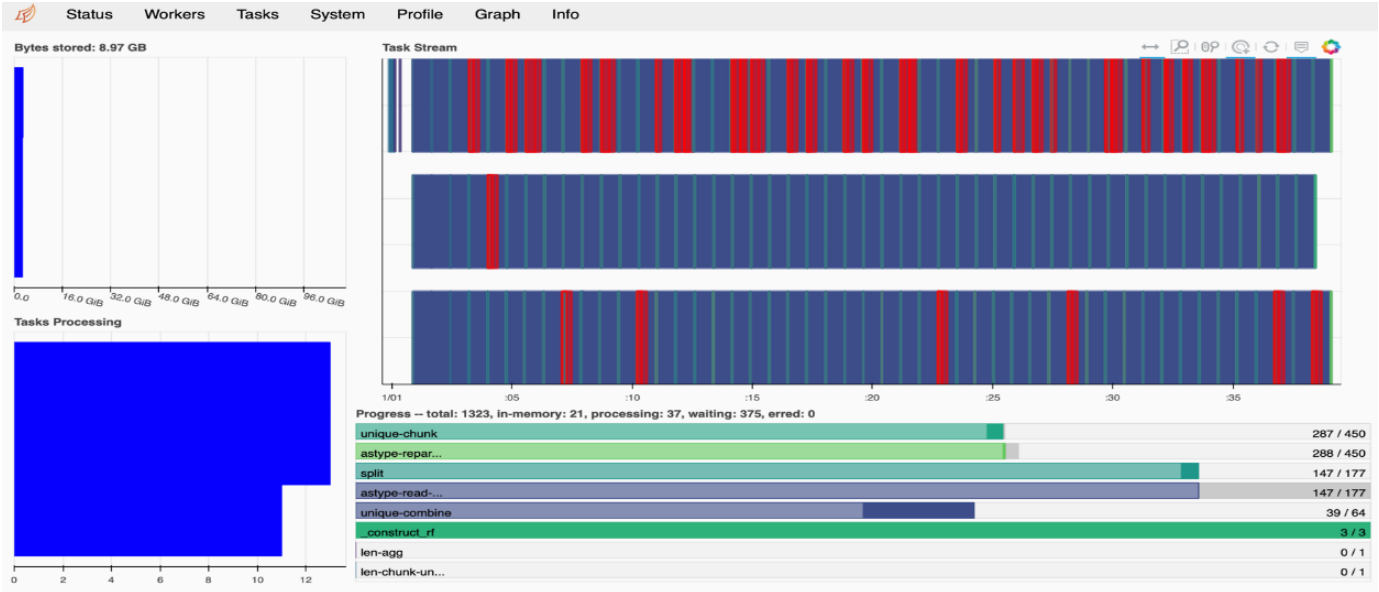 Status Workers Tasks System Profile Graph Info
Bytes stored: 8.97 GB
0.0 16.0 GiB 32.0 GiB 48.0 GiB 64.0 GiB 80.0 GiB 96.0 GiB
Tasks Processing
0 2 4 6 8 10 12
Task Stream
1/01 :05 :10 :15 :20 :25 :30 :35
Progress -- total: 1323, in-memory: 21, processing: 37, waiting: 375, erred: 0
unique-chunk 287 / 450
astype-repar... 288 / 450
split 147 / 177
astype-read-... 147 / 177
unique-combine 39 / 64
_construct_rf 3 / 3
len-agg 0 / 1
len-chunk-un... 0 / 1